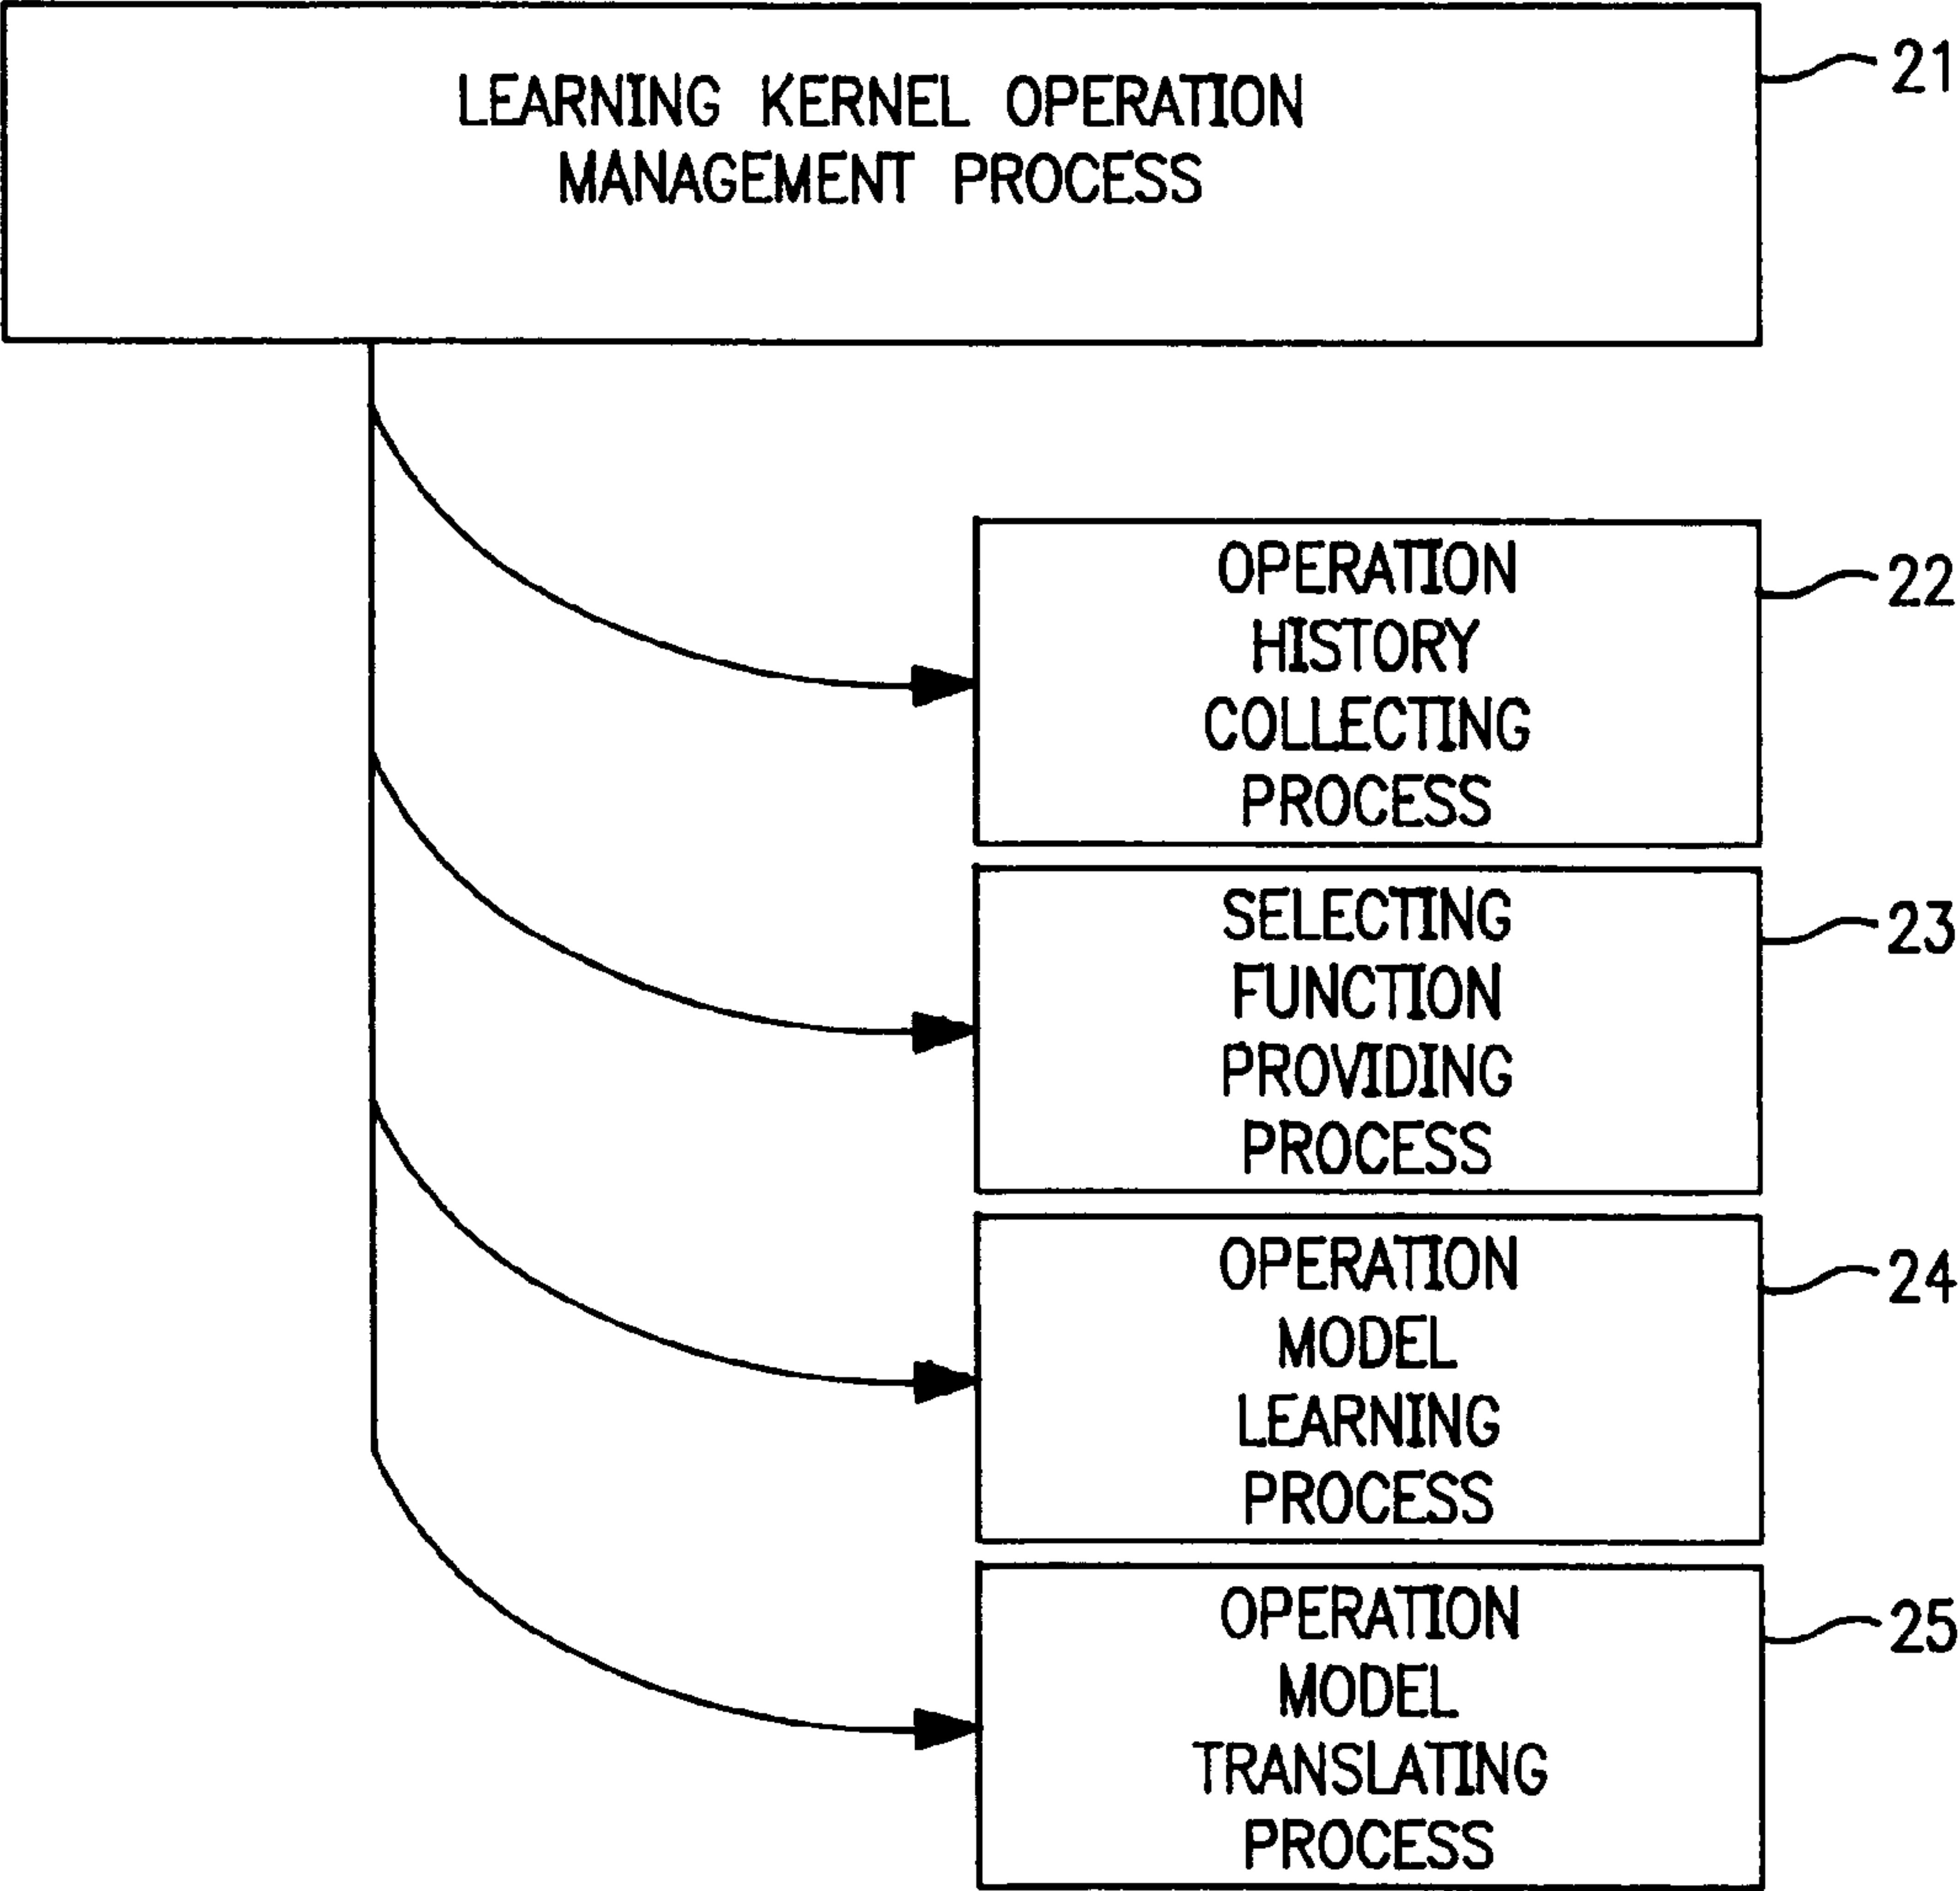 LEARNING KERNEL OPERATION
MANAGEMENT PROCESS
21
OPERATION
HISTORY
COLLECTING
PROCESS
22
SELECTING
FUNCTION
PROVIDING
PROCESS
23
OPERATION
MODEL
LEARNING
PROCESS
24
OPERATION
MODEL
TRANSLATING
PROCESS
25